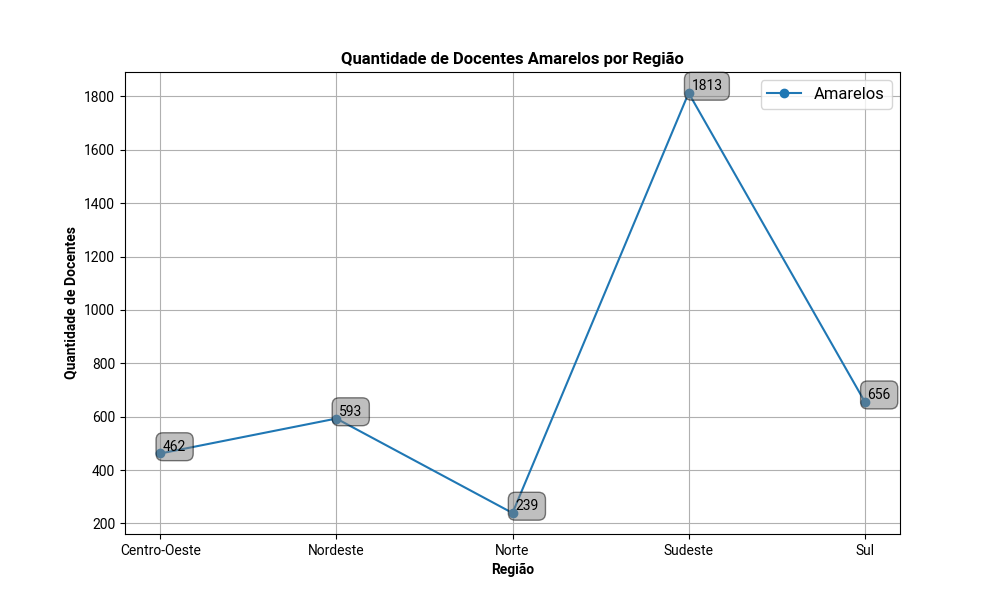 Quantidade de Docentes Amarelos por Região
Amarelos
Quantidade de Docentes
1800
1600
1400
1200
1000
800
600
400
200
462
593
239
1813
656
Centro-Oeste
Nordeste
Norte
Sudeste
Sul
Região